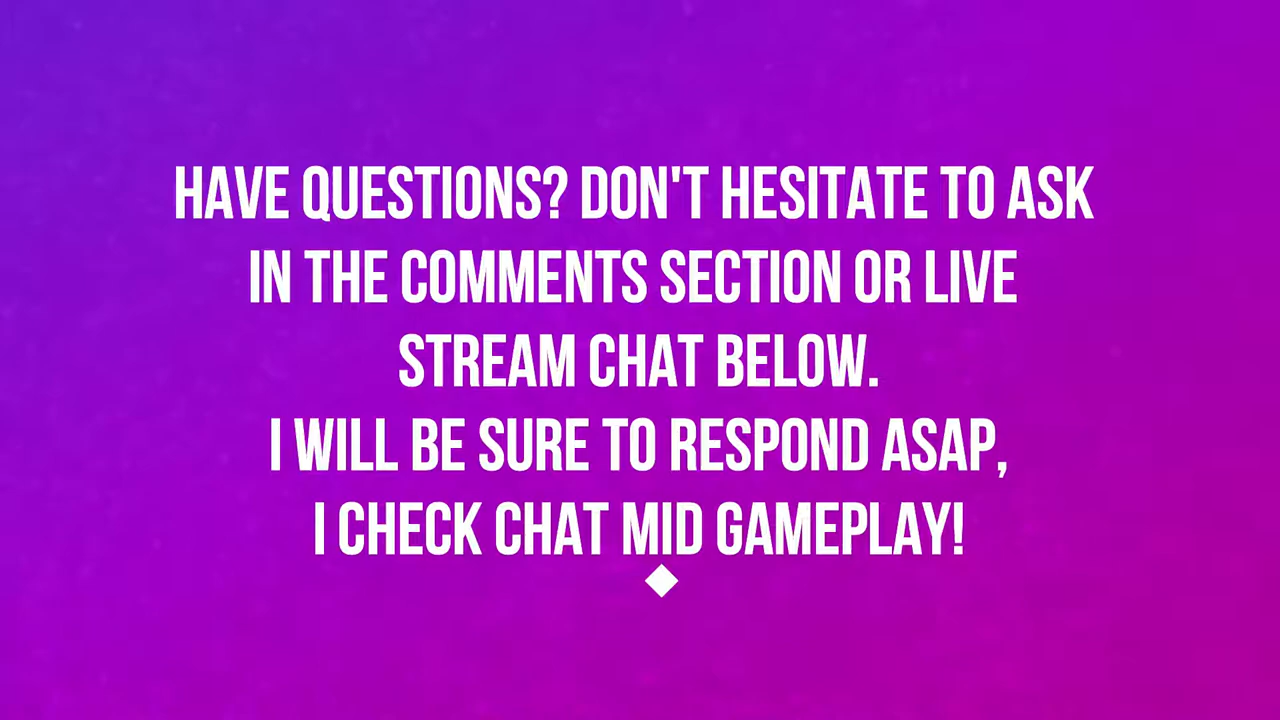 HAVE QUESTIONS? DON'T HESITATE TO ASK
IN THE COMMENTS SECTION OR LIVE
STREAM CHAT BELOW.
I WILL BE SURE TO RESPOND ASAP,
I CHECK CHAT MID GAMEPLAY!